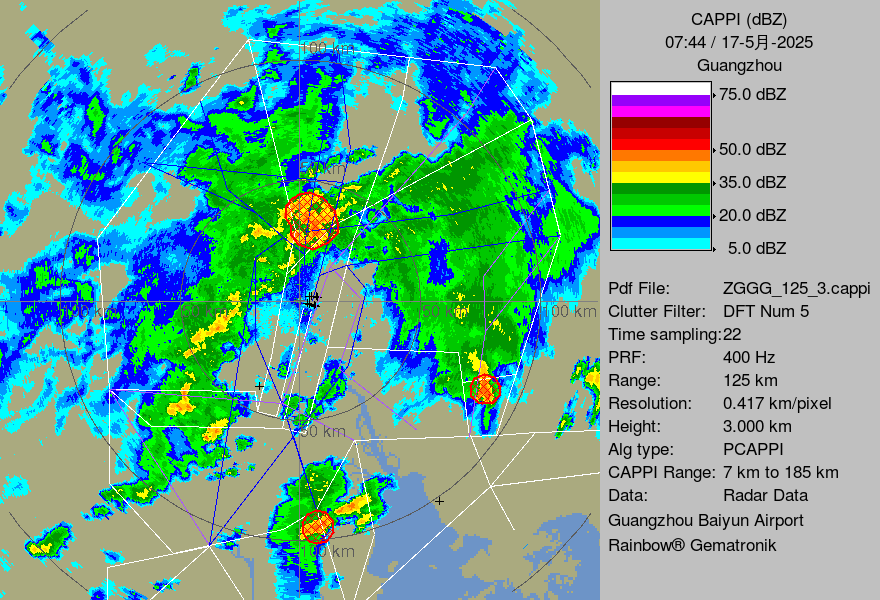 CAPPI (dBZ)
07:44 / 17-5月-2025
Guangzhou
75.0 dBZ
50.0 dBZ
35.0 dBZ
20.0 dBZ
5.0 dBZ
Pdf File: ZGGG_125_3.cappi
Clutter Filter: DFT Num 5
Time sampling:22
PRF: 400 Hz
Range: 125 km
Resolution: 0.417 km/pixel
Height: 3.000 km
Alg type: PCAPPI
CAPPI Range: 7 km to 185 km
Data: Radar Data
Guangzhou Baiyun Airport
Rainbow® Gematronik
100 km
50 km
50 km
100 km
50 km
100 km